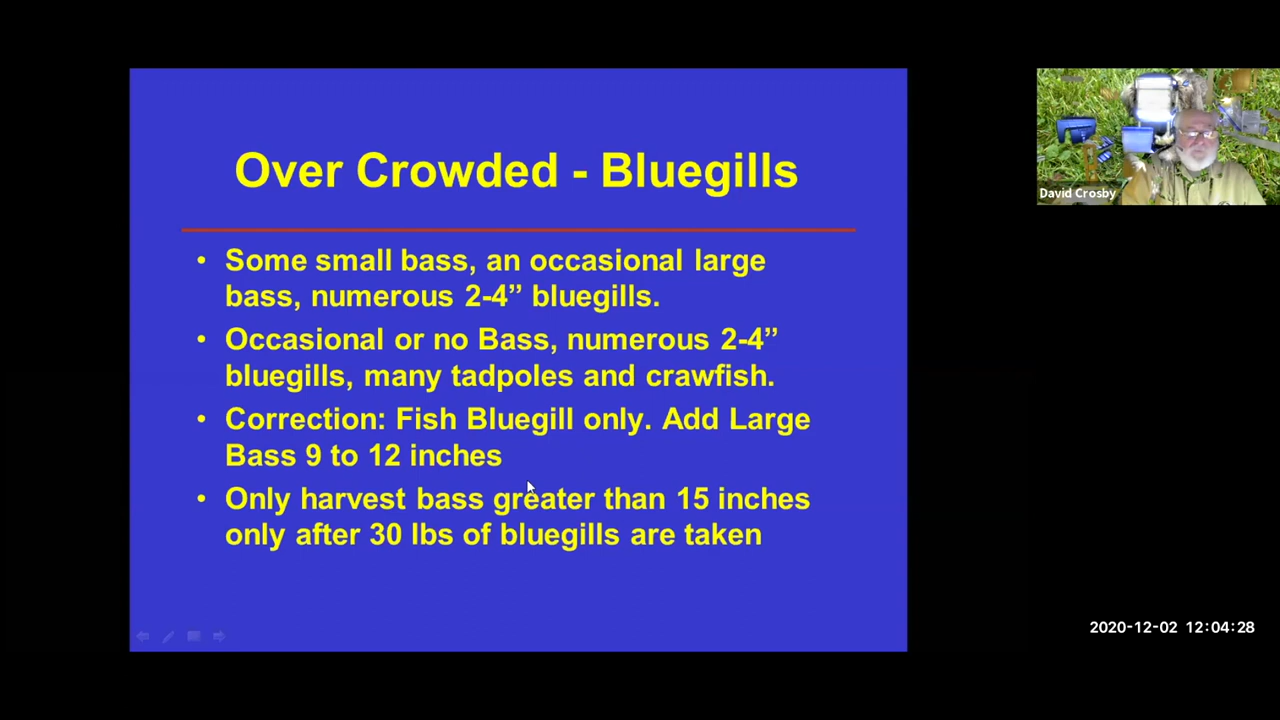 Over Crowded - Bluegills
• Some small bass, an occasional large
bass, numerous 2-4” bluegills.
• Occasional or no Bass, numerous 2-4”
bluegills, many tadpoles and crawfish.
• Correction: Fish Bluegill only. Add Large
Bass 9 to 12 inches
• Only harvest bass greater than 15 inches
only after 30 lbs of bluegills are taken
David Crosby
2020-12-02 12:04:28